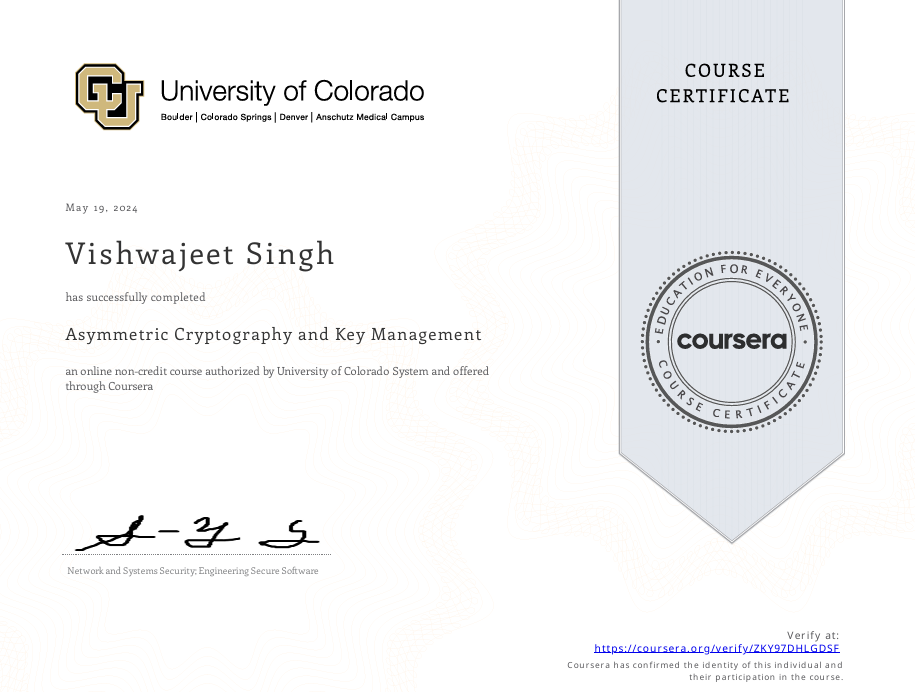 CU
University of Colorado
Boulder | Colorado Springs | Denver | Anschutz Medical Campus
COURSE
CERTIFICATE
May 19, 2024
Vishwajeet Singh
has successfully completed
Asymmetric Cryptography and Key Management
an online non-credit course authorized by University of Colorado System and offered
through Coursera
EDUCATION FOR EVERYONE
coursera
COURSE CERTIFICATE
Network and Systems Security; Engineering Secure Software
Verify at:
https://coursera.org/verify/ZKY97DHLGDSF
Coursera has confirmed the identity of this individual and
their participation in the course.